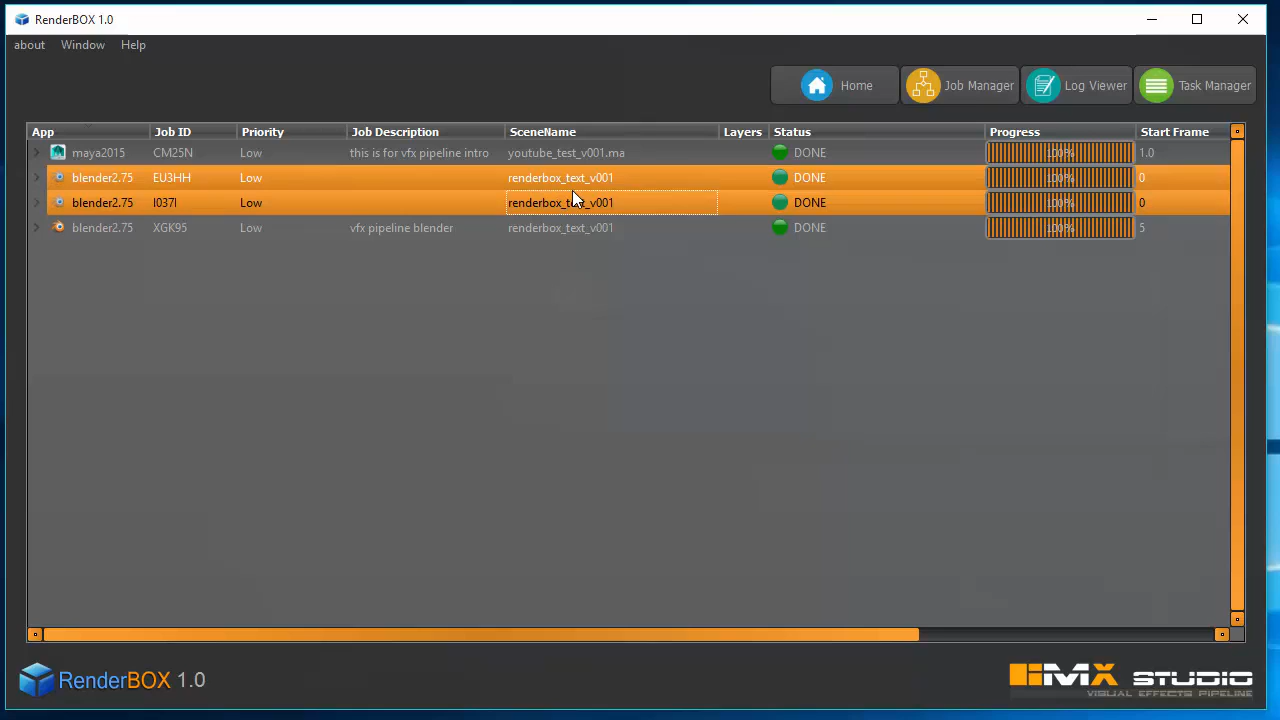 RenderBOX 1.0
about Window Help
Home Job Manager Log Viewer Task Manager
App Job ID Priority Job Description SceneName Layers Status Progress Start Frame
maya2015 CM25N Low this is for vfx pipeline intro youtube_test_v001.ma DONE 100% 1.0
blender2.75 EU3HH Low renderbox_text_v001 DONE 100% 0
blender2.75 I037I Low renderbox_text_v001 DONE 100% 0
blender2.75 XGK95 Low vfx pipeline blender renderbox_text_v001 DONE 100% 5
RenderBOX 1.0
iiMX STUDIO
VISUAL EFFECTS PIPELINE